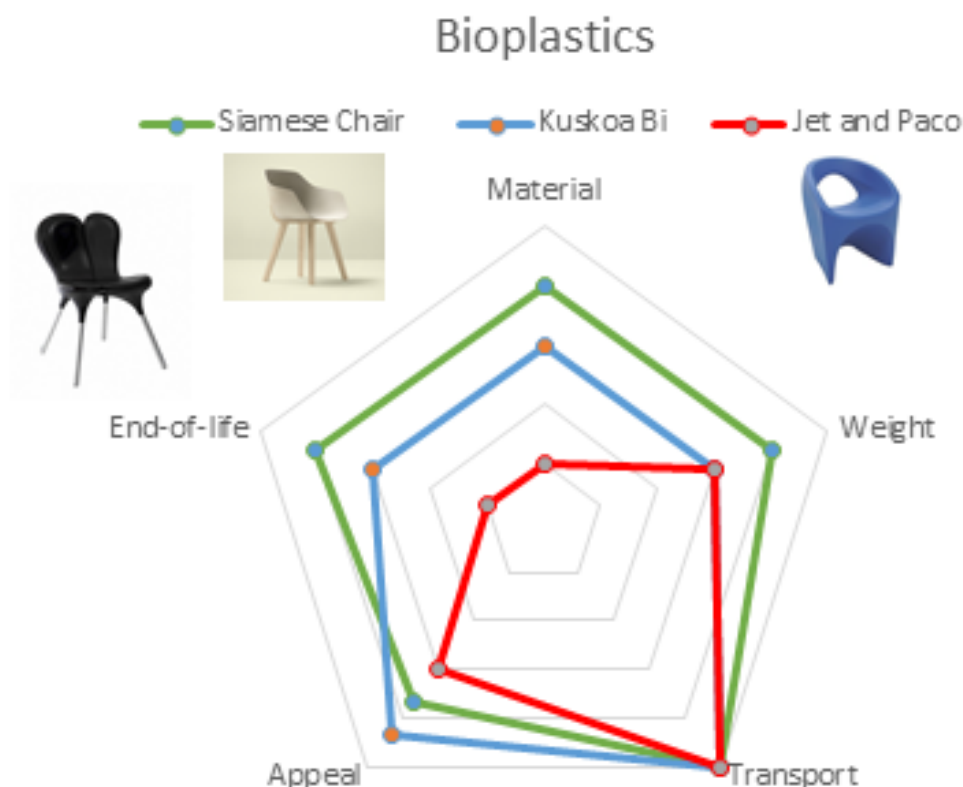 Bioplastics
Siamese Chair Kuskoa Bi Jet and Paco
Material
End-of-life Weight
Appeal Transport